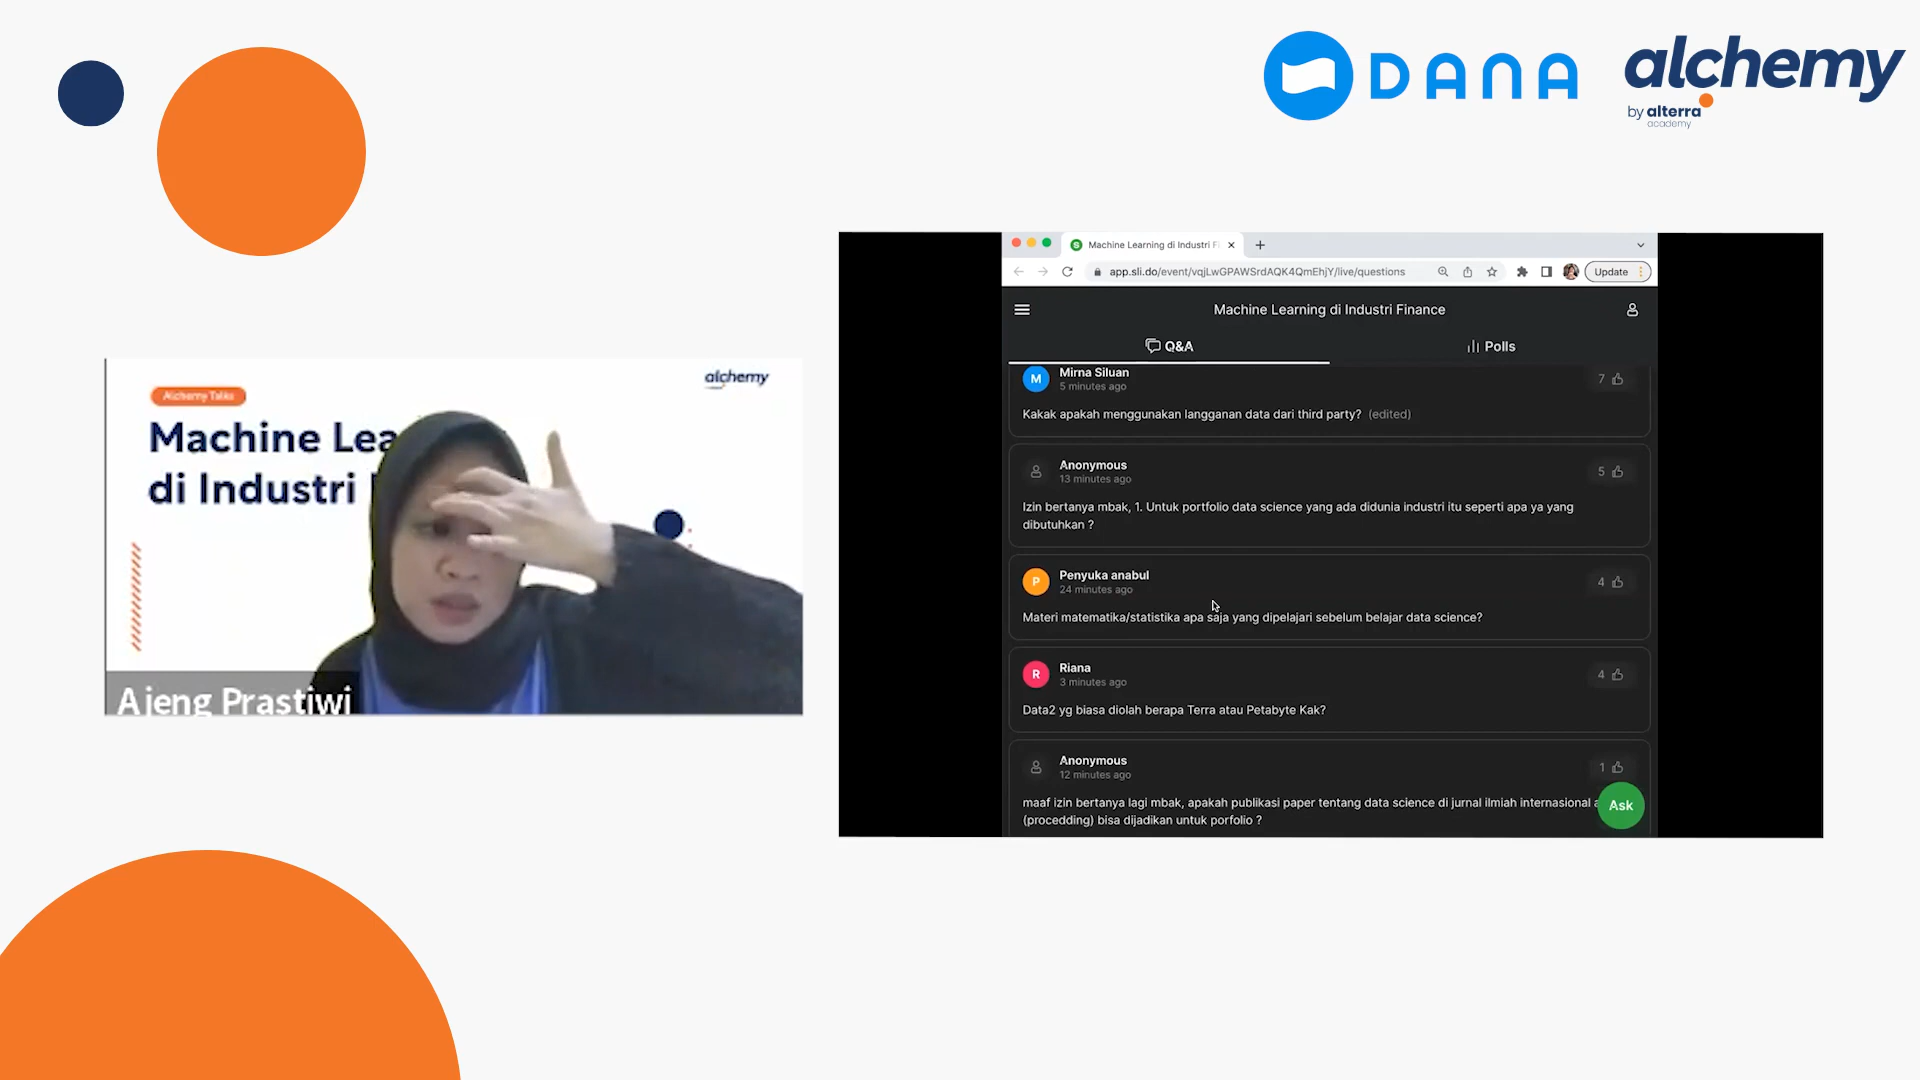 DANA
alchemy
by alterra
academy
Alchemy Talks
alchemy
Machine Lea
di Industri
Ajeng Prastiwi
Machine Learning di Industri Fi
app.sli.do/event/vqjLwGPAWSrdAQK4QmEhjY/live/questions
Update
Machine Learning di Industri Finance
Q&A
Polls
M
Mirna Siluan
5 minutes ago
7
Kakak apakah menggunakan langganan data dari third party? (edited)
Anonymous
13 minutes ago
5
Izin bertanya mbak, 1. Untuk portfolio data science yang ada didunia industri itu seperti apa ya yang
dibutuhkan ?
P
Penyuka anabul
24 minutes ago
4
Materi matematika/statistika apa saja yang dipelajari sebelum belajar data science?
R
Riana
3 minutes ago
4
Data2 yg biasa diolah berapa Terra atau Petabyte Kak?
Anonymous
12 minutes ago
1
maaf izin bertanya lagi mbak, apakah publikasi paper tentang data science di jurnal ilmiah internasional
(procedding) bisa dijadikan untuk porfolio ?
Ask